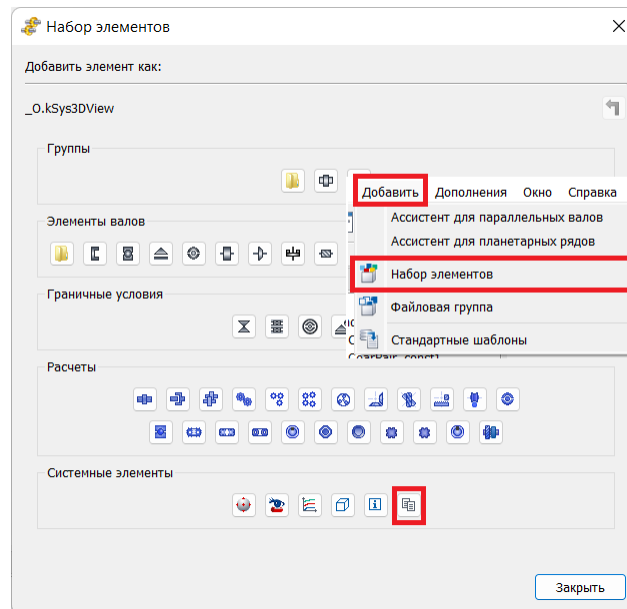 Набор элементов
Добавить элемент как:
_O.kSys3DView
Группы
Добавить Дополнения Окно Справка
Ассистент для параллельных валов
Ассистент для планетарных рядов
Набор элементов
Файловая группа
Стандартные шаблоны
Элементы валов
Граничные условия
Расчеты
Системные элементы
Закрыть